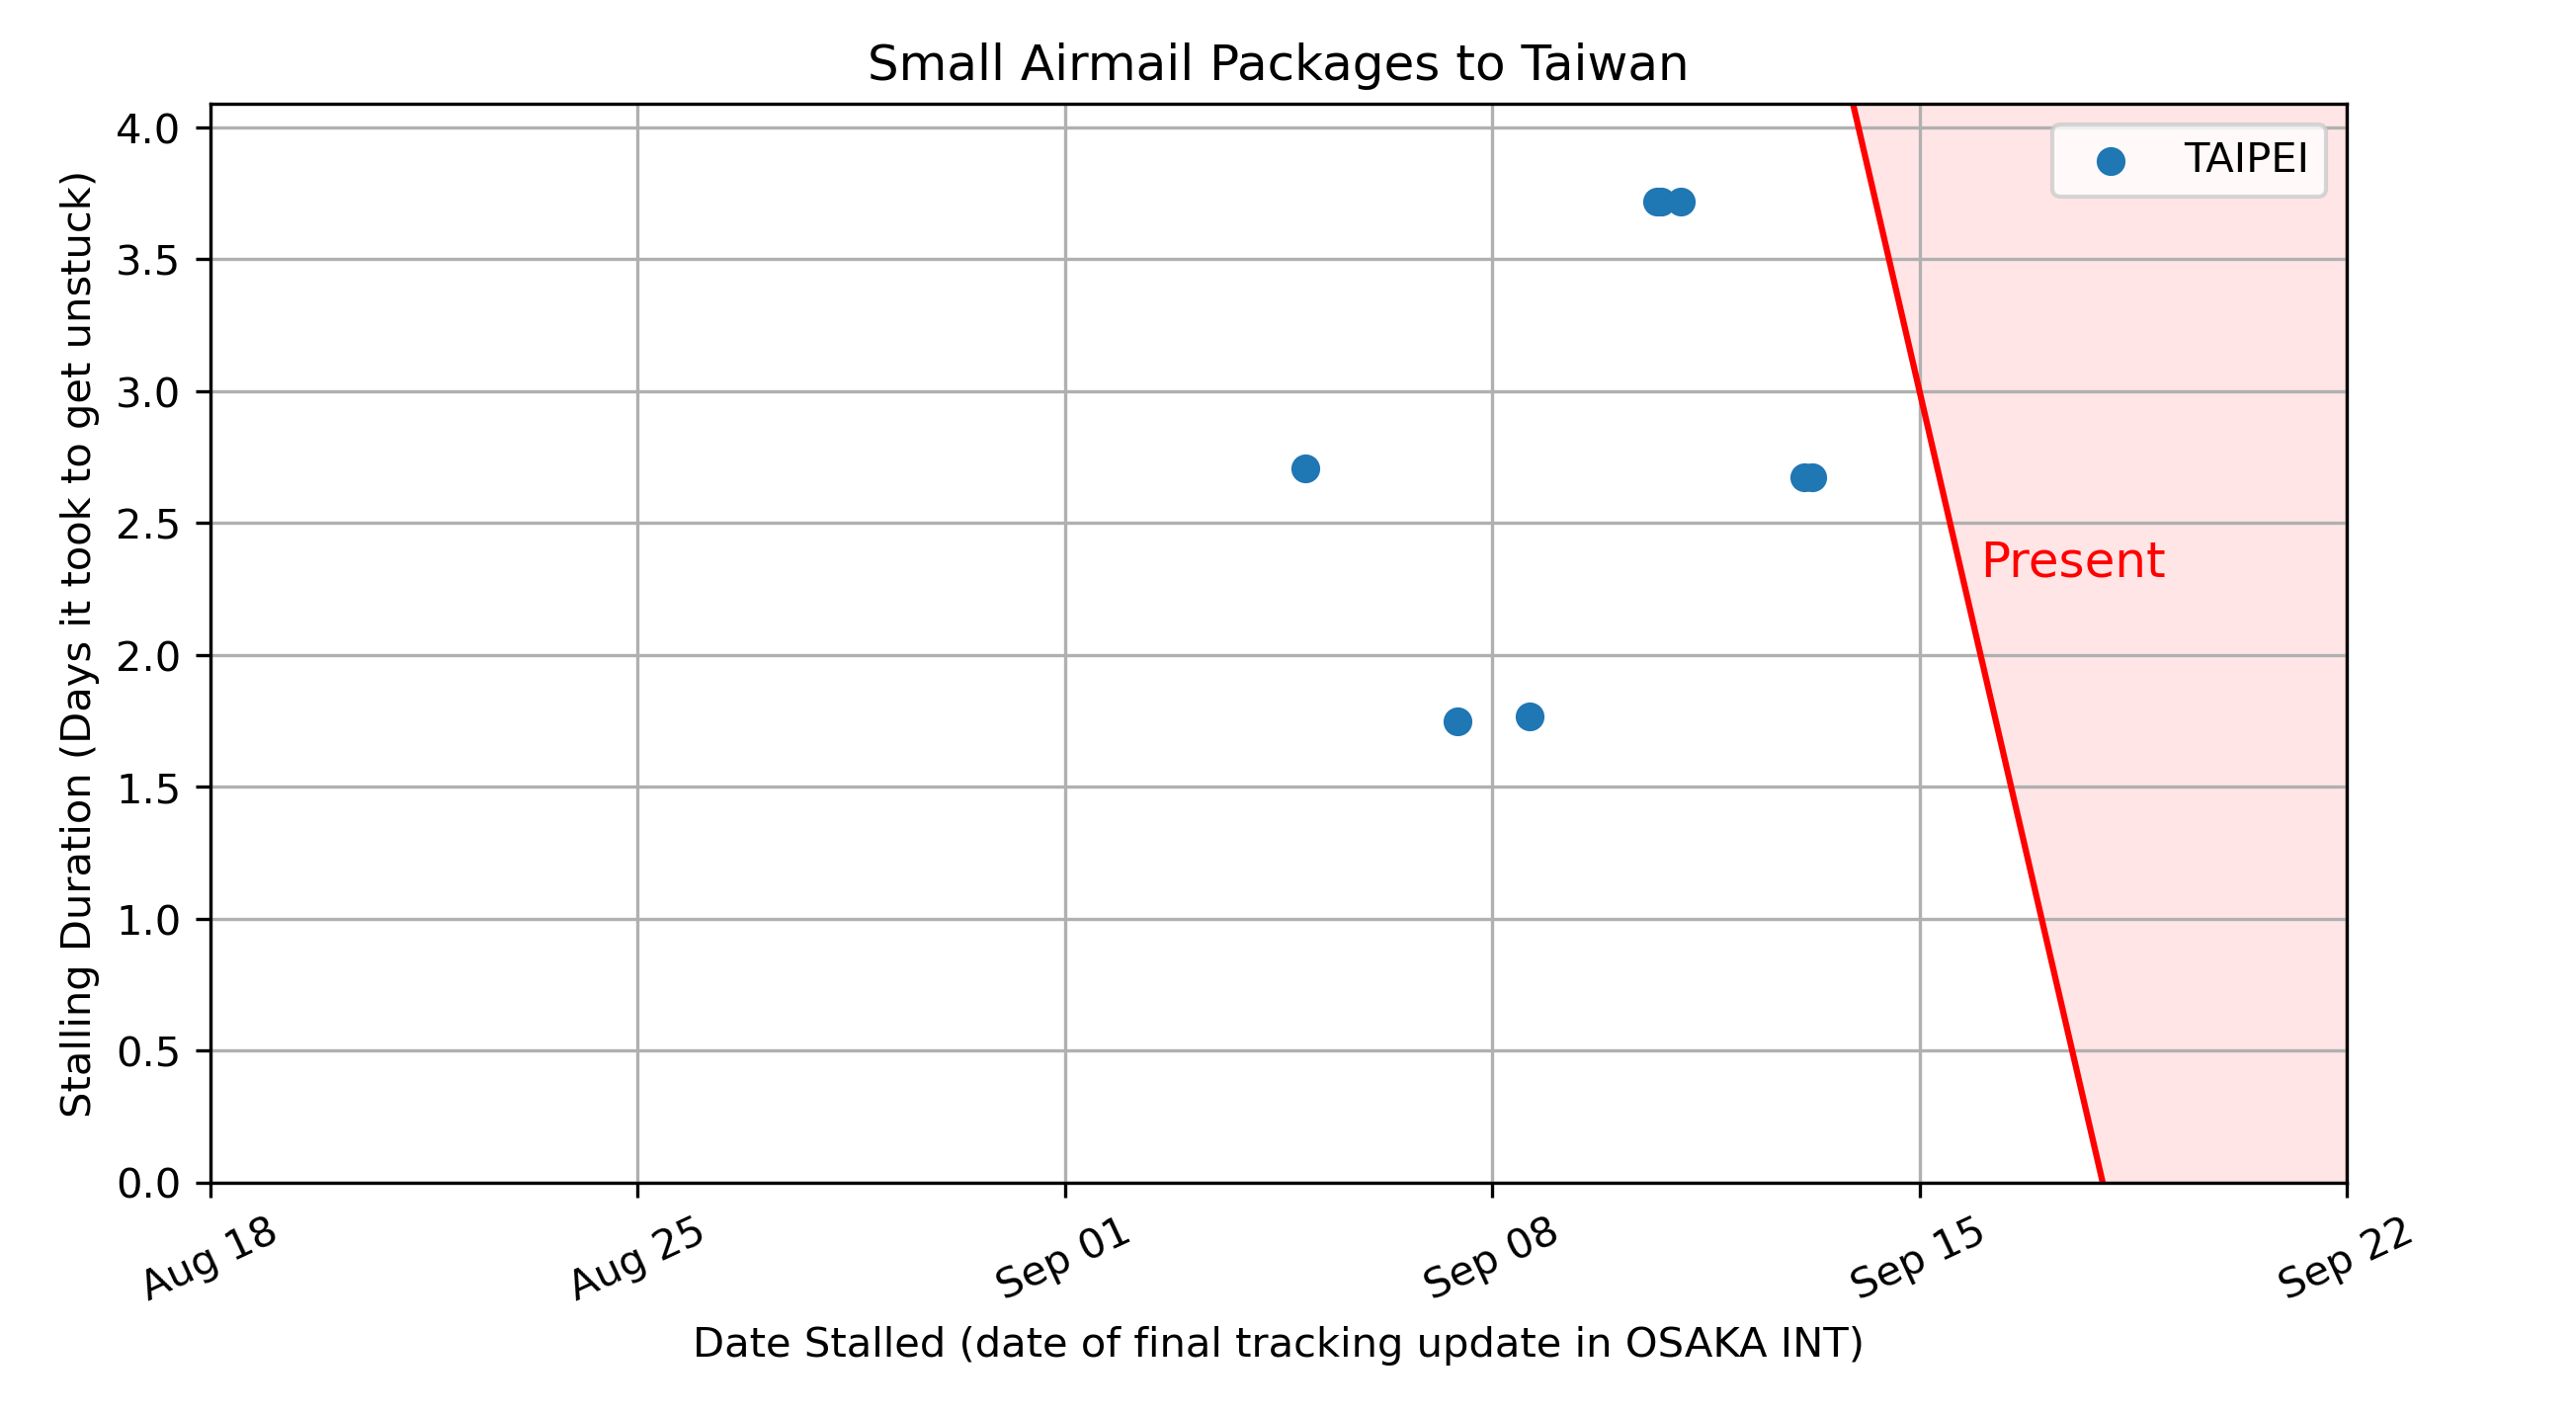 Small Airmail Packages to Taiwan
TAIPEI
Present
Stalling Duration (Days it took to get unstuck)
4.0
3.5
3.0
2.5
2.0
1.5
1.0
0.5
0.0
Aug 18
Aug 25
Sep 01
Sep 08
Sep 15
Sep 22
Date Stalled (date of final tracking update in OSAKA INT)